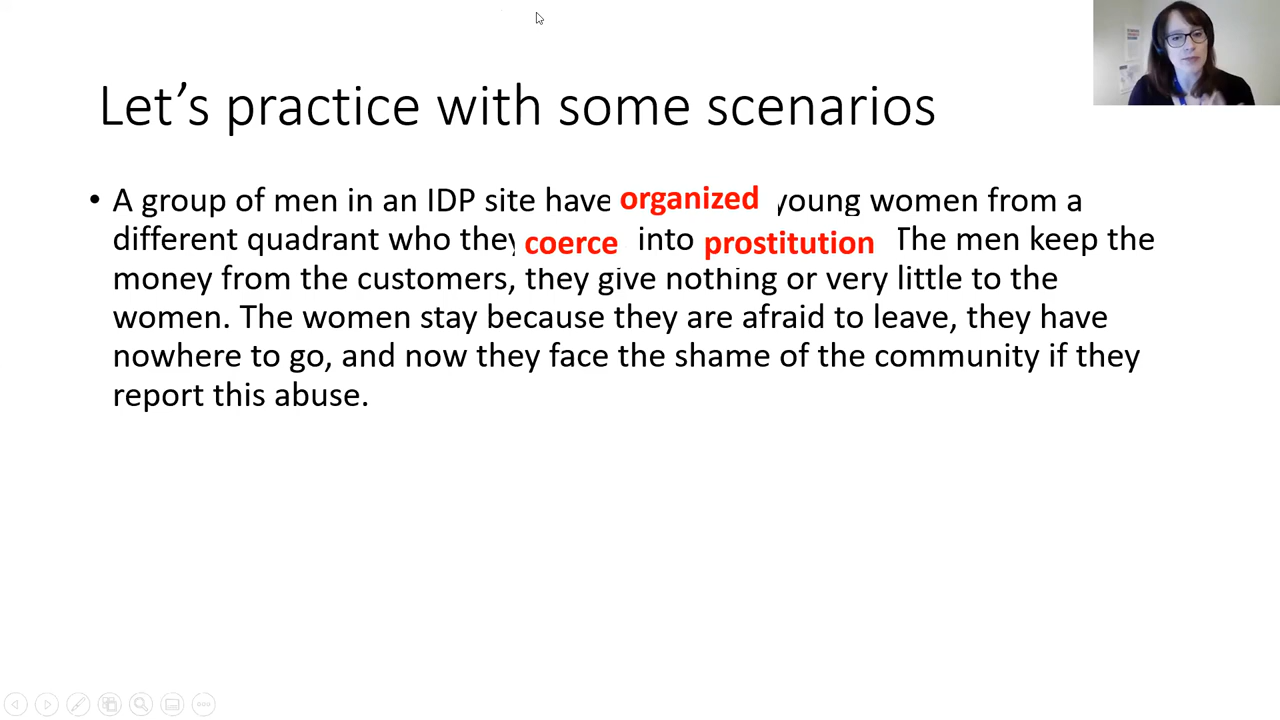 Let's practice with some scenarios
• A group of men in an IDP site have organized young women from a
different quadrant who they coerce into prostitution The men keep the
money from the customers, they give nothing or very little to the
women. The women stay because they are afraid to leave, they have
nowhere to go, and now they face the shame of the community if they
report this abuse.